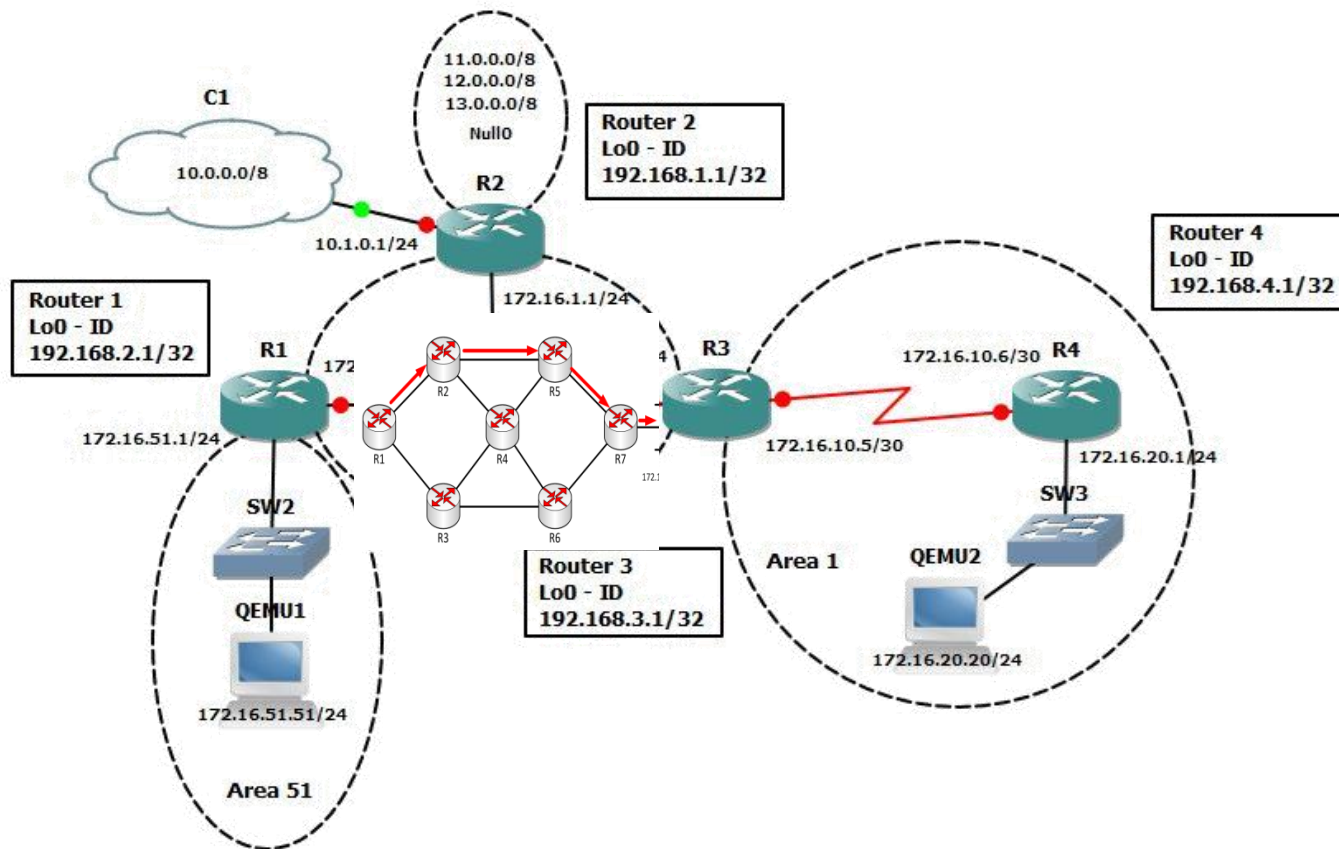 11.0.0.0/8
12.0.0.0/8
13.0.0.0/8
Null0
C1
10.0.0.0/8
Router 2
Lo0 - ID
192.168.1.1/32
R2
10.1.0.1/24
172.16.1.1/24
Router 4
Lo0 - ID
192.168.4.1/32
Router 1
Lo0 - ID
192.168.2.1/32
R1
172.16.51.1/24
R3
172.16.10.6/30
R4
172.16.10.5/30
172.16.20.1/24
R2
R5
R1
R4
R7
R3
R6
SW2
QEMU1
172.16.51.51/24
Area 51
Router 3
Lo0 - ID
192.168.3.1/32
Area 1
SW3
QEMU2
172.16.20.20/24